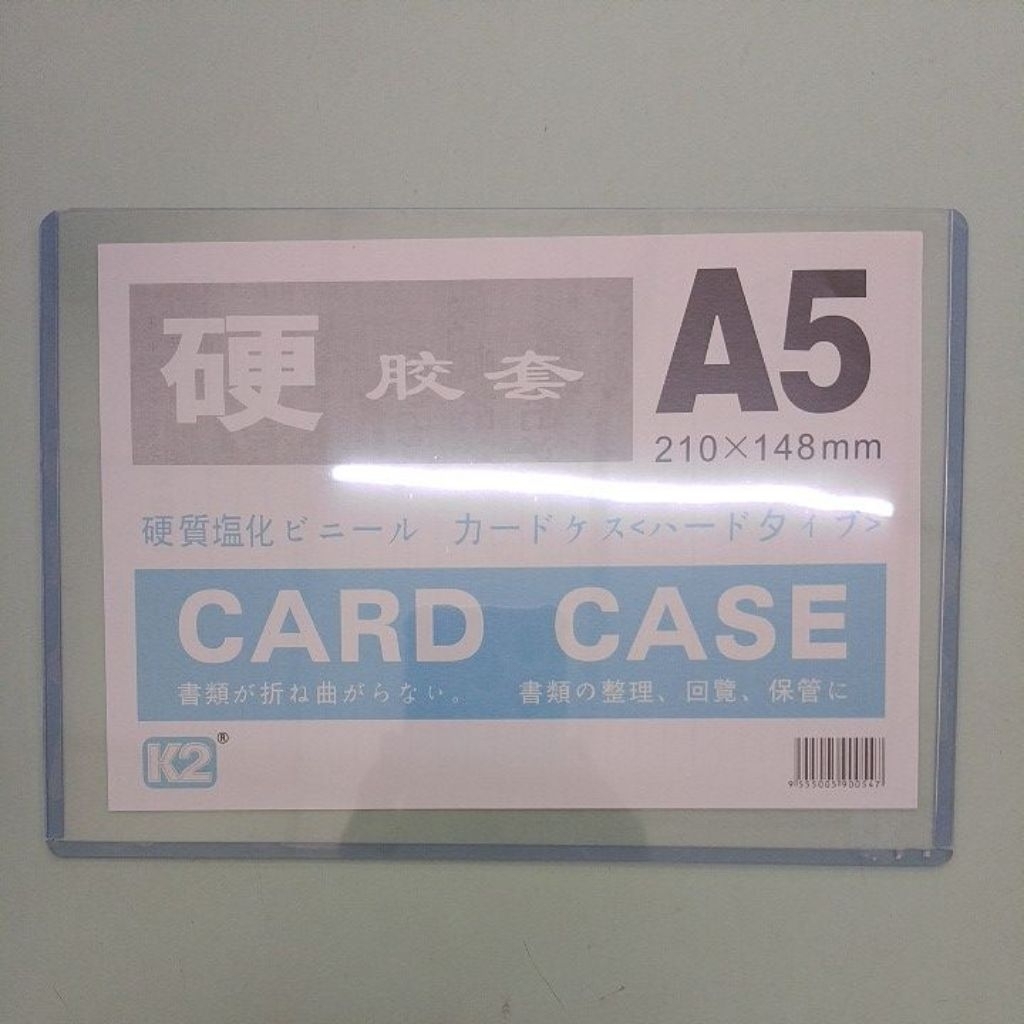 硬 胶套
A5
210×148mm
硬質塩化ビニール カードケス<ハードタイプ>
CARD CASE
書類が折ね曲がらない。 書類の整理、回覧、保管に
K2®
9555005900547